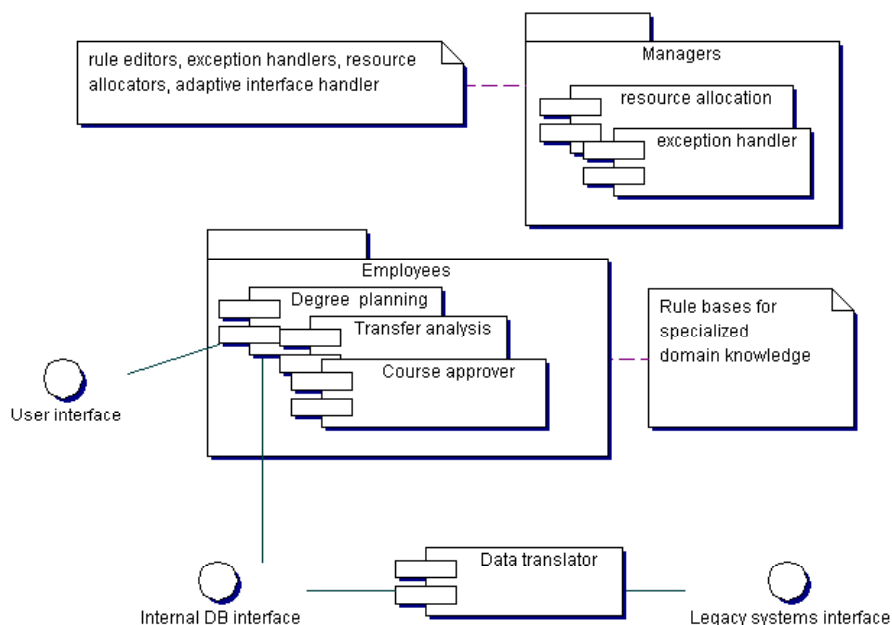 rule editors, exception handlers, resource
allocators, adaptive interface handler
Managers
resource allocation
exception handler
Employees
Degree planning
Transfer analysis
Course approver
Rule bases for
specialized
domain knowledge
User interface
Data translator
Internal DB interface
Legacy systems interface